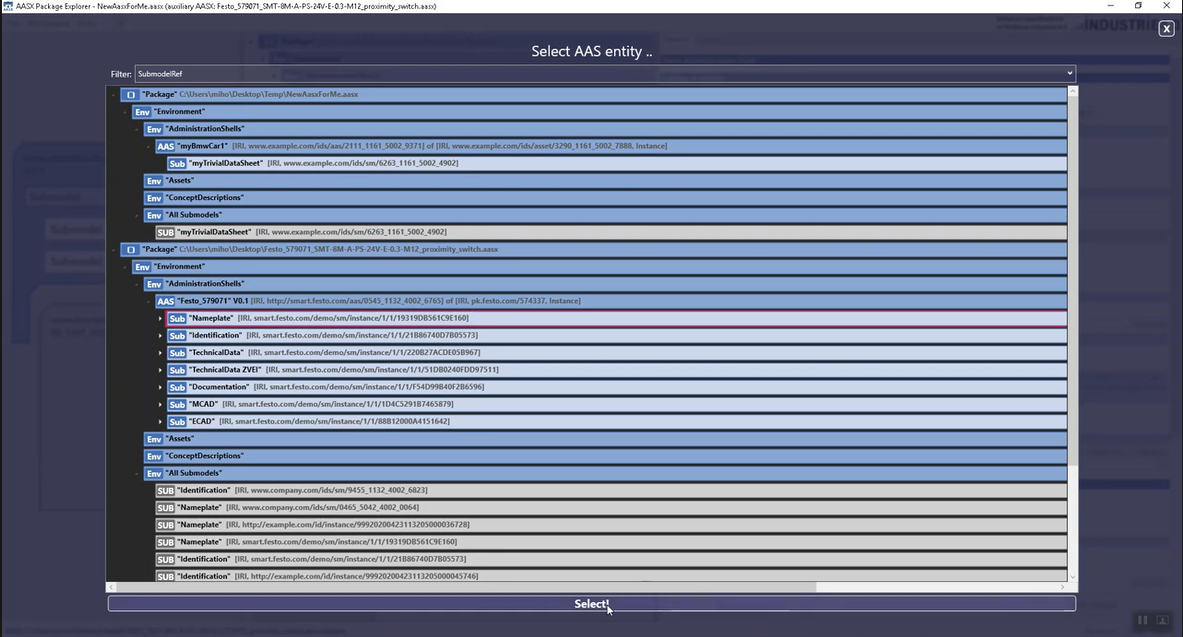 AASX Package Explorer - NewAasxForMe.aasx (auxiliary AASX: Festo_579071_SMT-8M-A-PS-24V-E-0.3-M12_proximity_switch.aasx)
INDUSTRIE
X
Select AAS entity ..
Filter: SubmodelRef
"Package" C:\Users\miho\Desktop\Temp\NewAasxForMe.aasx
Env "Environment"
Env "AdministrationShells"
AAS "myBmwCar1" [IRI, www.example.com/ids/aas/2111_1161_5002_9371] of [IRI, www.example.com/ids/asset/3290_1161_5002_7888, Instance]
Sub "myTrivialDataSheet" [IRI, www.example.com/ids/sm/6263_1161_5002_4902]
Env "Assets"
Env "ConceptDescriptions"
Env "All Submodels"
SUB "myTrivialDataSheet" [IRI, www.example.com/ids/sm/6263_1161_5002_4902]
"Package" C:\Users\miho\Desktop\Festo_579071_SMT-8M-A-PS-24V-E-0.3-M12_proximity_switch.aasx
Env "Environment"
Env "AdministrationShells"
AAS "Festo_579071" V0.1 [IRI, http://smart.festo.com/aas/0545_1132_4002_6765] of [IRI, pk.festo.com/574337, Instance]
Sub "Nameplate" [IRI, smart.festo.com/demo/sm/instance/1/1/19319DB561C9E160]
Sub "Identification" [IRI, smart.festo.com/demo/sm/instance/1/1/21B86740D7B05573]
Sub "TechnicalData" [IRI, smart.festo.com/demo/sm/instance/1/1/220B27ACDE05B967]
Sub "TechnicalData ZVEI" [IRI, smart.festo.com/demo/sm/instance/1/1/51DB0240FDD97511]
Sub "Documentation" [IRI, smart.festo.com/demo/sm/instance/1/1/F54D99B40F2B6596]
Sub "MCAD" [IRI, smart.festo.com/demo/sm/instance/1/1/1D4C5291B7465879]
Sub "ECAD" [IRI, smart.festo.com/demo/sm/instance/1/1/88B12000A4151642]
Env "Assets"
Env "ConceptDescriptions"
Env "All Submodels"
SUB "Identification" [IRI, www.company.com/ids/sm/9455_1132_4002_6823]
SUB "Nameplate" [IRI, www.company.com/ids/sm/0465_5042_4002_0064]
SUB "Nameplate" [IRI, http://example.com/id/instance/9992020042311320500036728]
SUB "Nameplate" [IRI, smart.festo.com/demo/sm/instance/1/1/19319DB561C9E160]
SUB "Identification" [IRI, smart.festo.com/demo/sm/instance/1/1/21B86740D7B05573]
SUB "Identification" [IRI, http://example.com/id/instance/9992020042311320500045746]
Select!